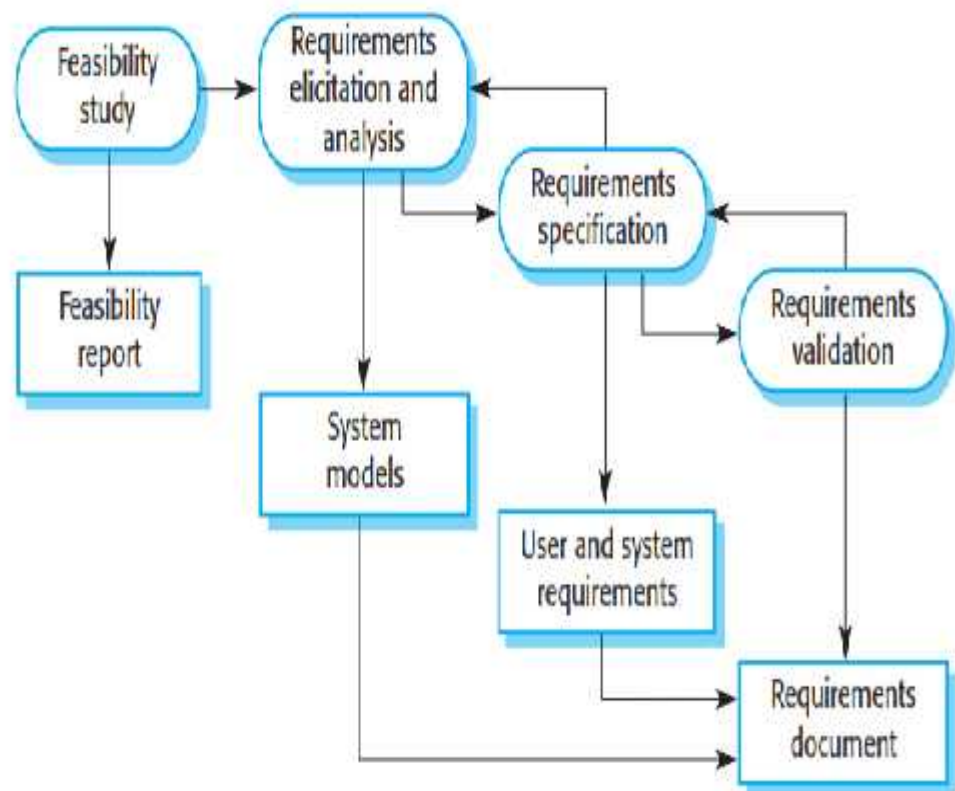 Feasibility
study
Requirements
elicitation and
analysis
Requirements
specification
Requirements
validation
Feasibility
report
System
models
User and system
requirements
Requirements
document